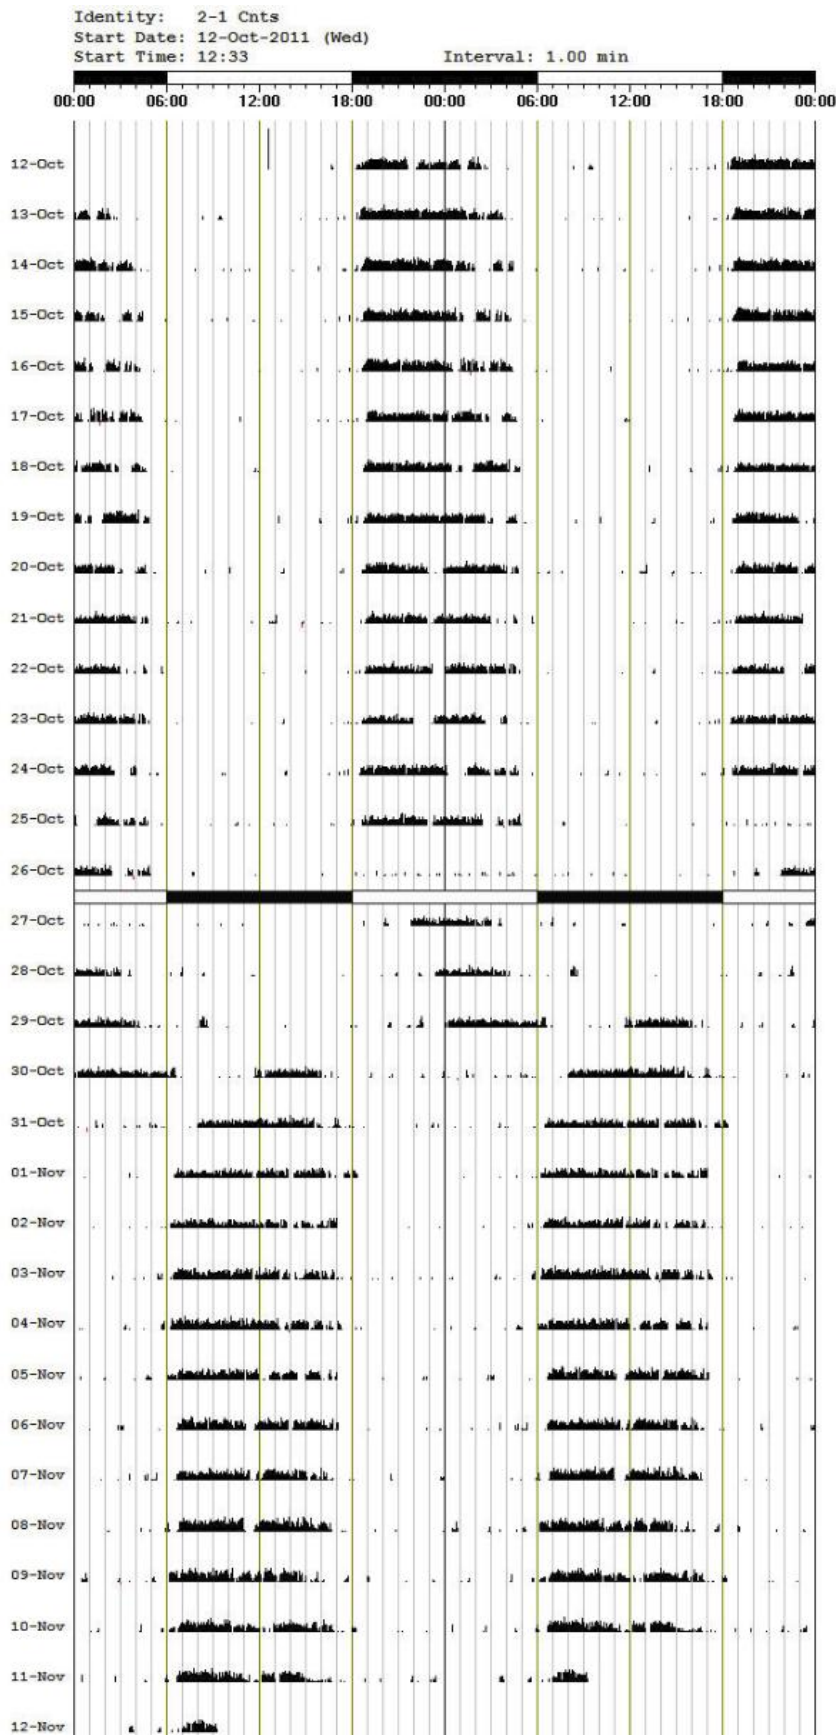 Identity: 2-1 Cnts
Start Date: 12-Oct-2011 (Wed)
Start Time: 12:33 Interval: 1.00 min
00:00 06:00 12:00 18:00 00:00 06:00 12:00 18:00 00:00
12-Oct
13-Oct
14-Oct
15-Oct
16-Oct
17-Oct
18-Oct
19-Oct
20-Oct
21-Oct
22-Oct
23-Oct
24-Oct
25-Oct
26-Oct
27-Oct
28-Oct
29-Oct
30-Oct
31-Oct
01-Nov
02-Nov
03-Nov
04-Nov
05-Nov
06-Nov
07-Nov
08-Nov
09-Nov
10-Nov
11-Nov
12-Nov